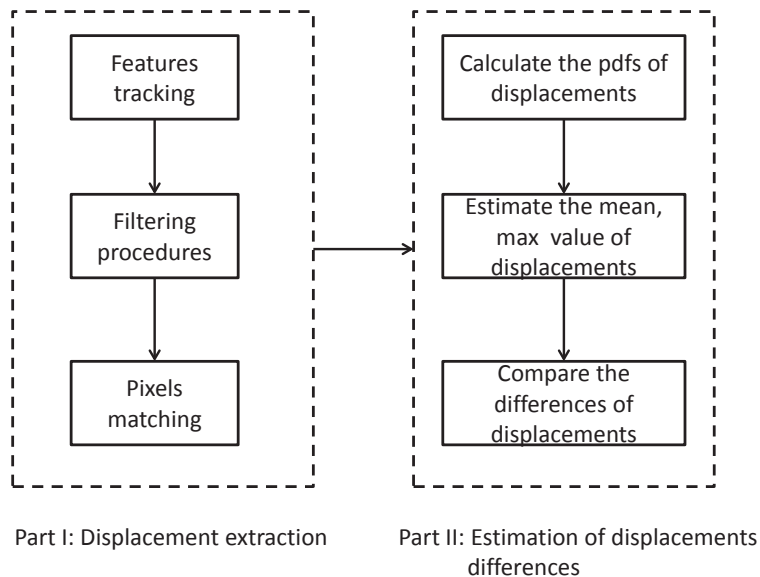 Features
tracking
Filtering
procedures
Pixels
matching
Part I: Displacement extraction
Calculate the pdfs of
displacements
Estimate the mean,
max value of
displacements
Compare the
differences of
displacements
Part II: Estimation of displacements
differences